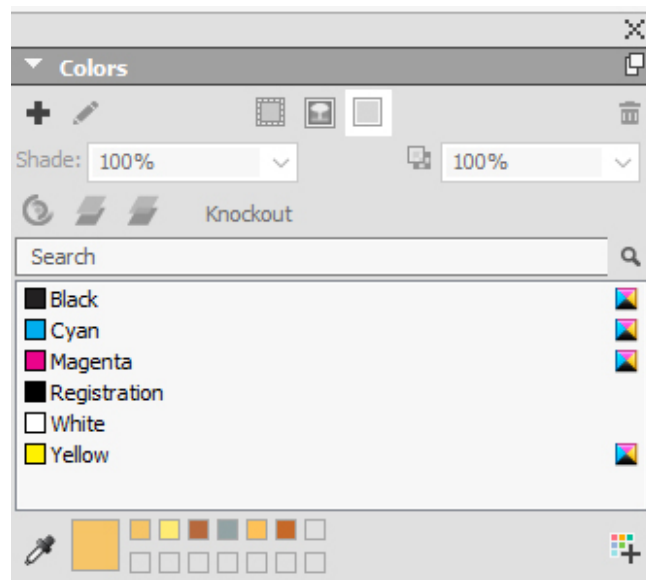 Colors
Shade: 100% 100%
Knockout
Search
Black
Cyan
Magenta
Registration
White
Yellow